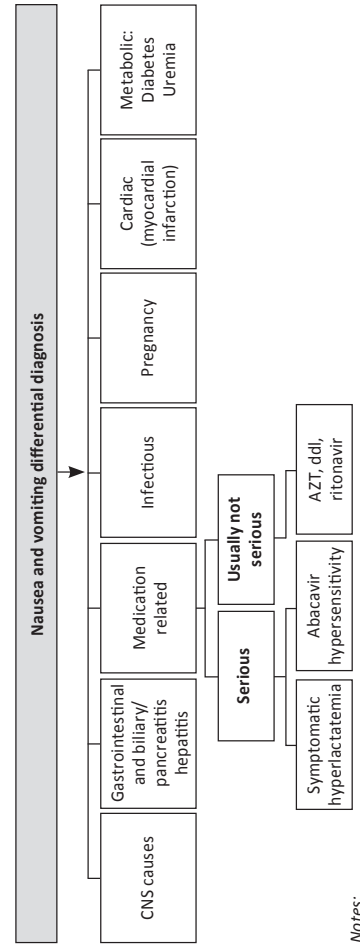 Nausea and vomiting differential diagnosis
CNS causes
Gastrointestinal
and biliary/
pancreatitis
hepatitis
Medication
related
Infectious
Pregnancy
Cardiac
(myocardial
infarction)
Metabolic:
Diabetes
Uremia
Serious
Usually not
serious
Symptomatic
hyperlactatemia
Abacavir
hypersensitivity
AZT, ddI,
ritonavir
Notes: